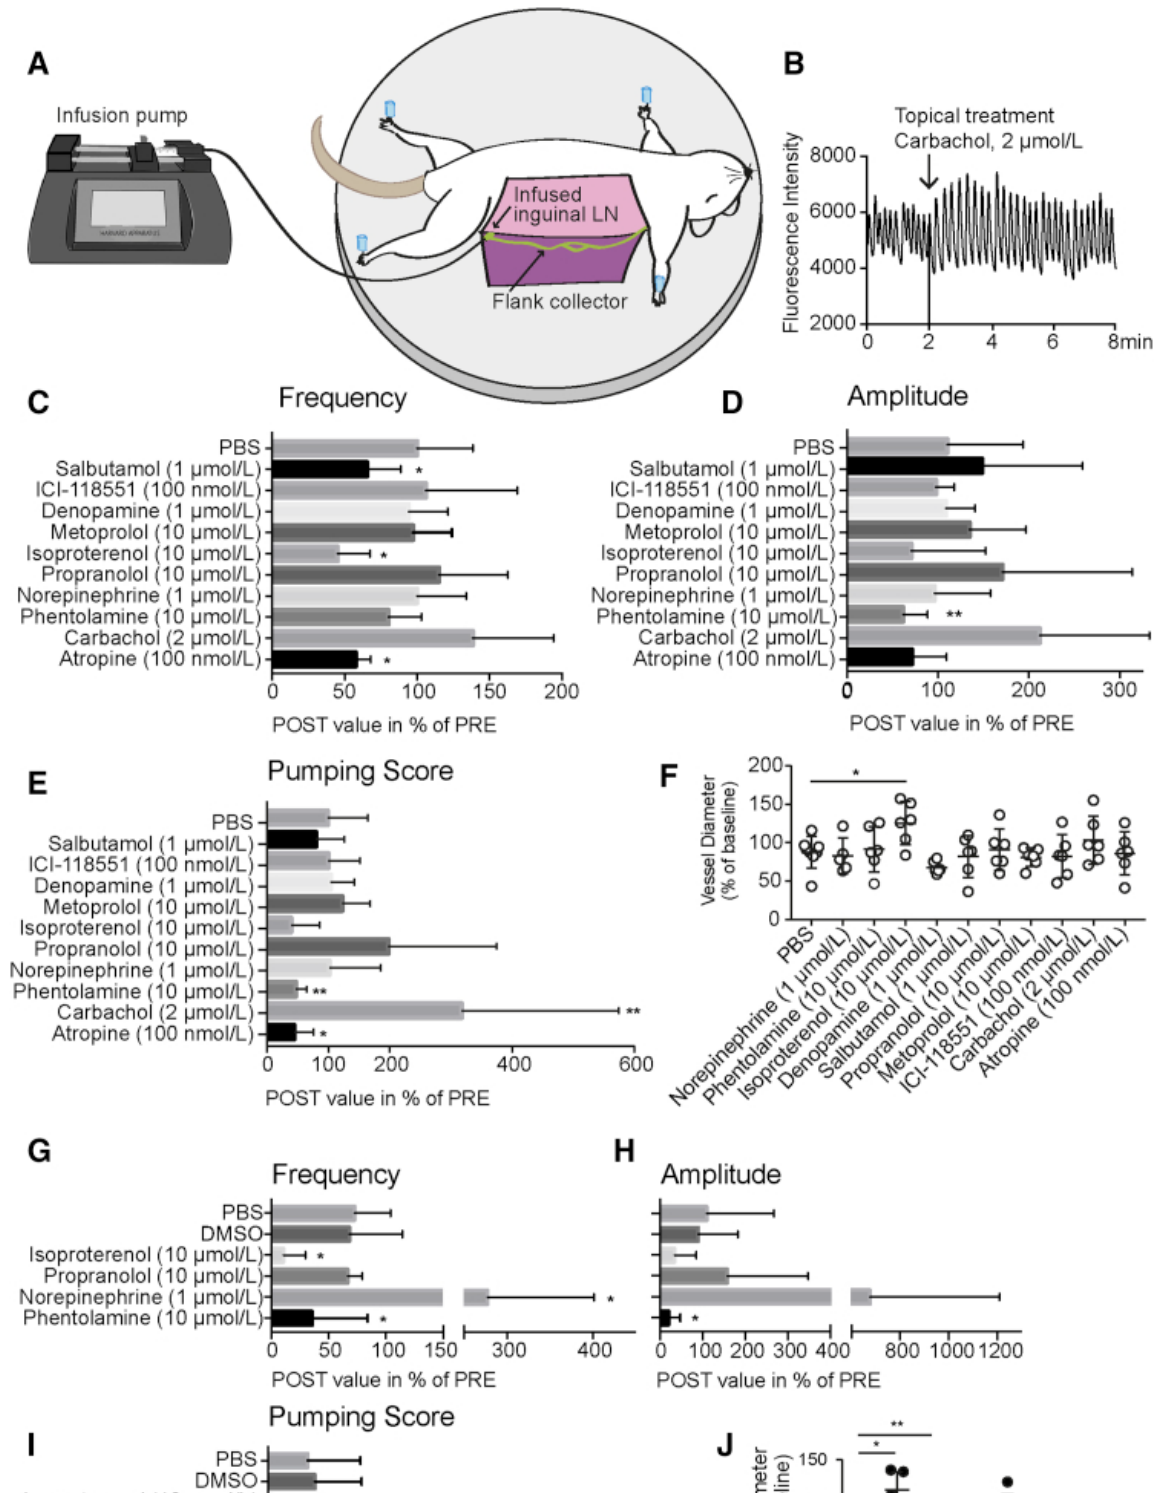 A
Infusion pump
HARVARD APPARATUS
Infused
inguinal LN
Flank collector
B
Topical treatment
Carbachol, 2 µmol/L
Fluorescence Intensity
8000
6000
4000
2000
0 2 4 6 8min
C
Frequency
PBS
Salbutamol (1 µmol/L) *
ICI-118551 (100 nmol/L)
Denopamine (1 µmol/L)
Metoprolol (10 µmol/L)
Isoproterenol (10 µmol/L) *
Propranolol (10 µmol/L)
Norepinephrine (1 µmol/L)
Phentolamine (10 µmol/L)
Carbachol (2 µmol/L)
Atropine (100 nmol/L) *
0 50 100 150 200
POST value in % of PRE
D
Amplitude
PBS
Salbutamol (1 µmol/L)
ICI-118551 (100 nmol/L)
Denopamine (1 µmol/L)
Metoprolol (10 µmol/L)
Isoproterenol (10 µmol/L)
Propranolol (10 µmol/L)
Norepinephrine (1 µmol/L)
Phentolamine (10 µmol/L) **
Carbachol (2 µmol/L)
Atropine (100 nmol/L)
0 100 200 300
POST value in % of PRE
E
Pumping Score
PBS
Salbutamol (1 µmol/L)
ICI-118551 (100 nmol/L)
Denopamine (1 µmol/L)
Metoprolol (10 µmol/L)
Isoproterenol (10 µmol/L)
Propranolol (10 µmol/L)
Norepinephrine (1 µmol/L)
Phentolamine (10 µmol/L) **
Carbachol (2 µmol/L) **
Atropine (100 nmol/L) *
0 200 400 600
POST value in % of PRE
F
Vessel Diameter
(% of baseline)
200
150
100
50
0
*
PBS
Norepinephrine (1 µmol/L)
Phentolamine (10 µmol/L)
Isoproterenol (10 µmol/L)
Denopamine (1 µmol/L)
Salbutamol (1 µmol/L)
Propranolol (10 µmol/L)
Metoprolol (10 µmol/L)
ICI-118551 (100 nmol/L)
Carbachol (2 µmol/L)
Atropine (100 nmol/L)
G
Frequency
PBS
DMSO
Isoproterenol (10 µmol/L) *
Propranolol (10 µmol/L)
Norepinephrine (1 µmol/L) *
Phentolamine (10 µmol/L) *
0 50 100 150 300 400
POST value in % of PRE
H
Amplitude
*
0 100 200 300 400 800 1000 1200
POST value in % of PRE
I
Pumping Score
PBS
DMSO
J
**
*
150